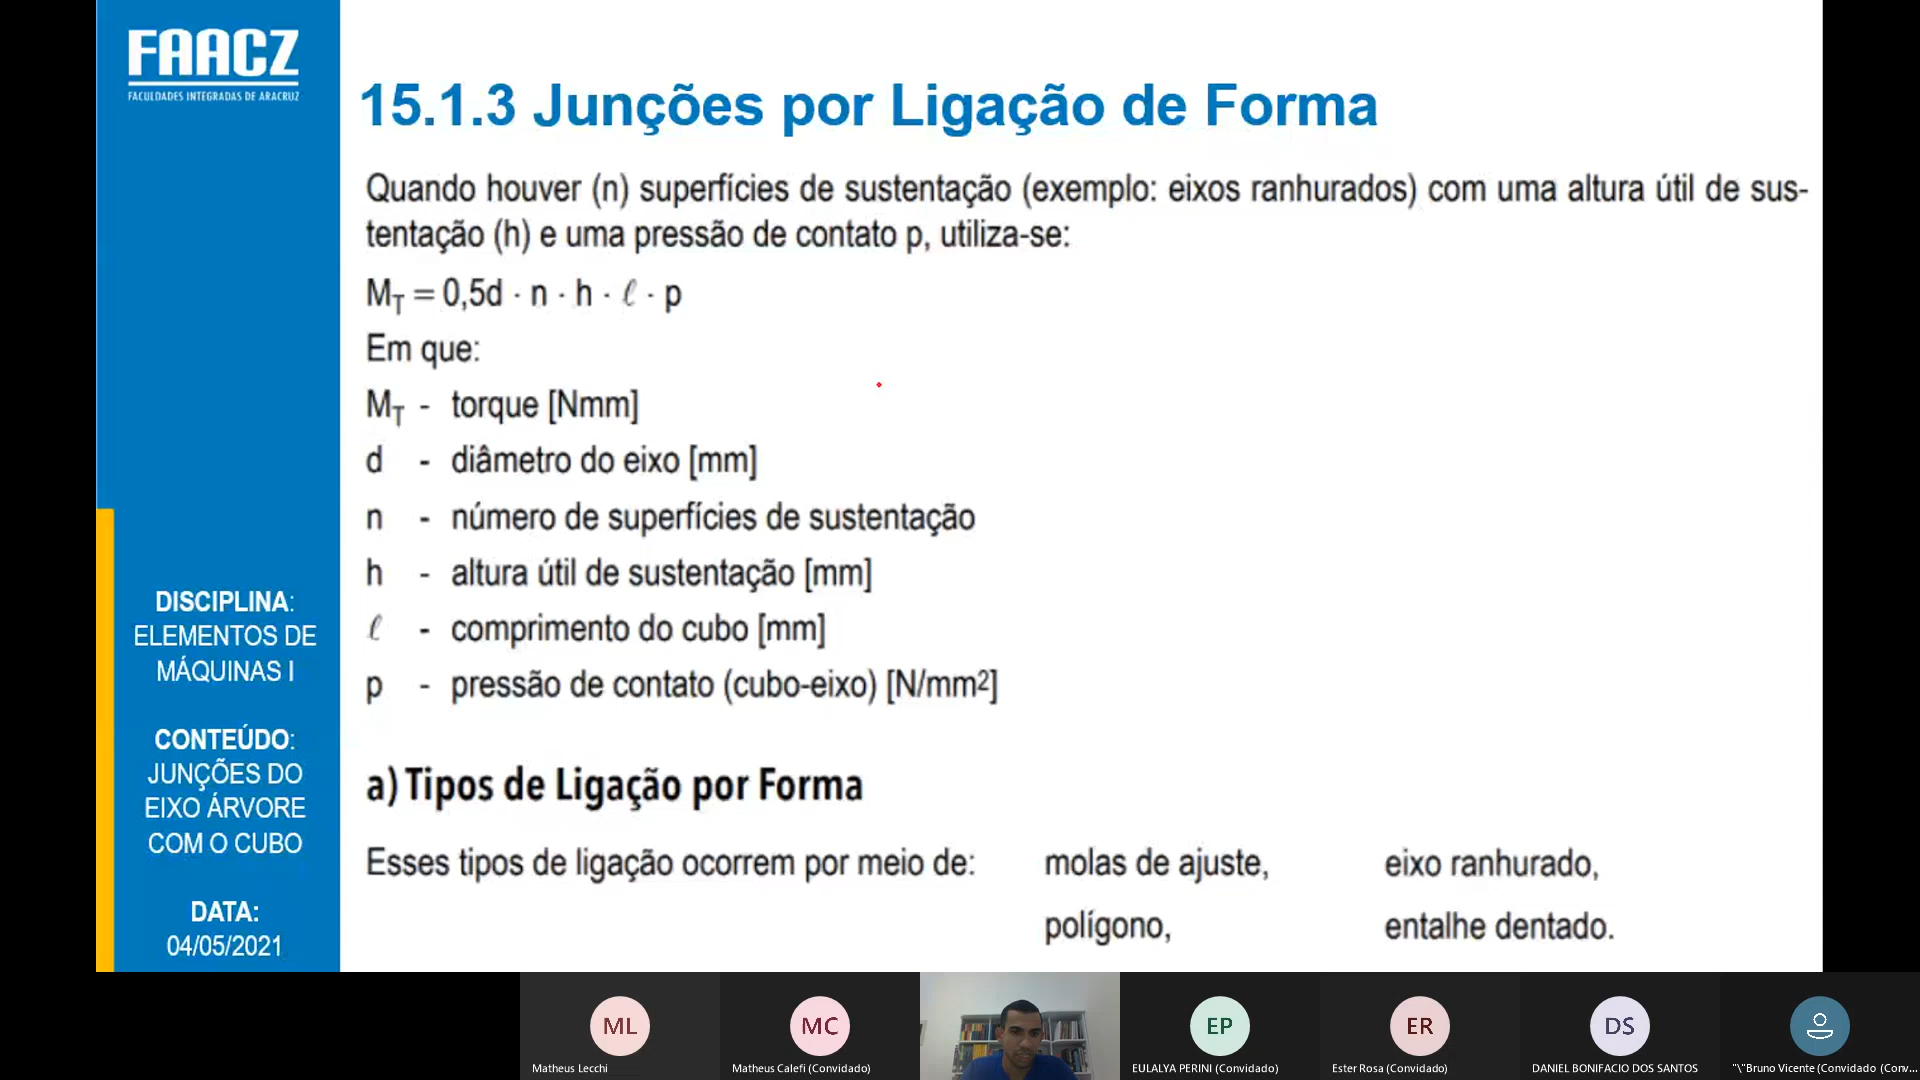 FAACZ
FACULDADES INTEGRADAS DE ARACRUZ
15.1.3 Junções por Ligação de Forma
Quando houver (n) superfícies de sustentação (exemplo: eixos ranhurados) com uma altura útil de sus-
tentação (h) e uma pressão de contato p, utiliza-se:
M_T = 0,5d · n · h · ℓ · p
Em que:
M_T - torque [Nmm]
d - diâmetro do eixo [mm]
n - número de superfícies de sustentação
h - altura útil de sustentação [mm]
ℓ - comprimento do cubo [mm]
p - pressão de contato (cubo-eixo) [N/mm²]
a) Tipos de Ligação por Forma
Esses tipos de ligação ocorrem por meio de: molas de ajuste, eixo ranhurado,
polígono, entalhe dentado.
DISCIPLINA:
ELEMENTOS DE
MÁQUINAS I
CONTEÚDO:
JUNÇÕES DO
EIXO ÁRVORE
COM O CUBO
DATA:
04/05/2021
ML
Matheus Lecchi
MC
Matheus Calefi (Convidado)
EP
EULALYA PERINI (Convidado)
ER
Ester Rosa (Convidado)
DS
DANIEL BONIFACIO DOS SANTOS
"\"Bruno Vicente (Convidado (Conv...